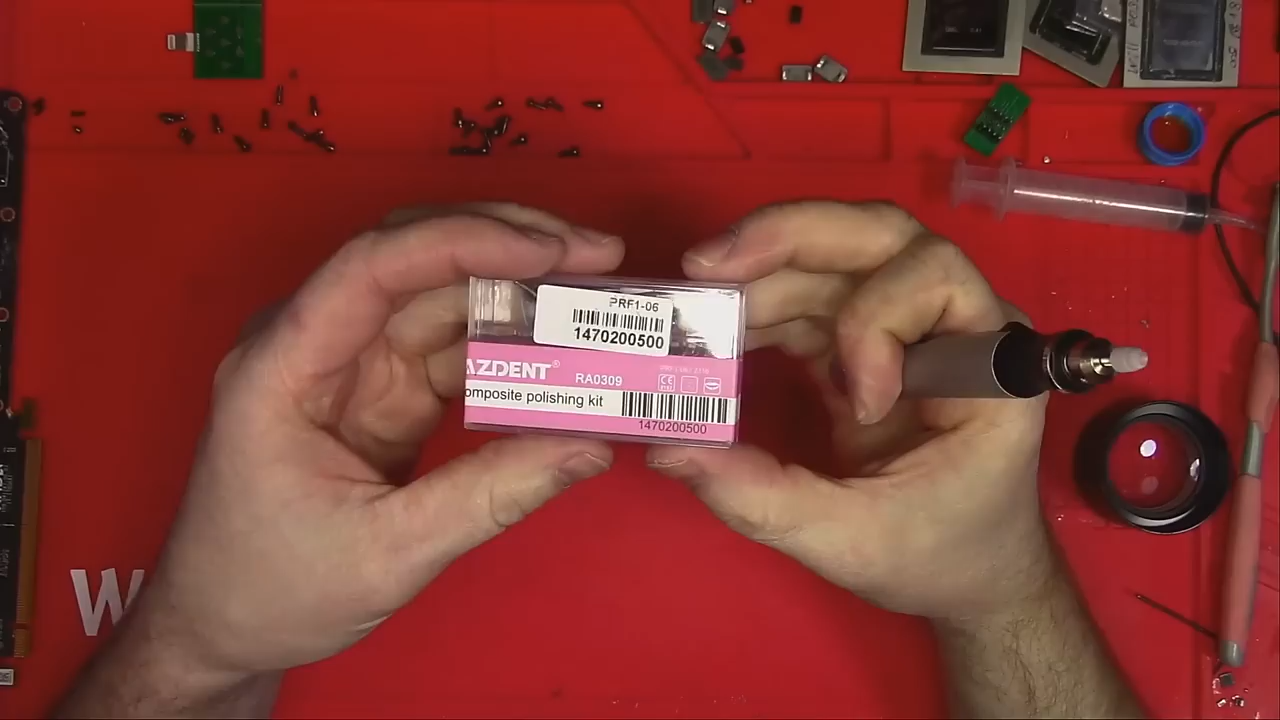 PRF1-06
1470200500
AZDENT®
RA0309
omposite polishing kit
1470200500
W